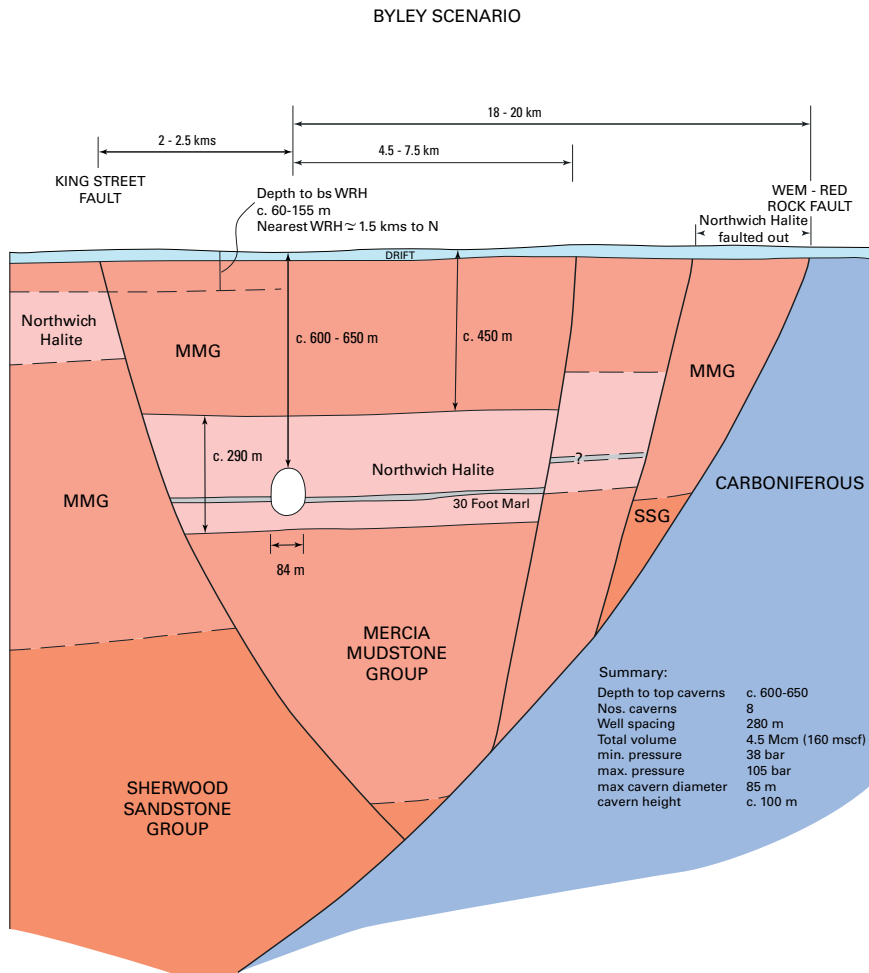 BYLEY SCENARIO
18 - 20 km
2 - 2.5 kms
4.5 - 7.5 km
KING STREET
FAULT
Depth to bs WRH
c. 60-155 m
Nearest WRH ≃ 1.5 kms to N
WEM - RED
ROCK FAULT
Northwich Halite
faulted out
DRIFT
Northwich
Halite
MMG
c. 600 - 650 m
c. 450 m
MMG
c. 290 m
Northwich Halite
?
30 Foot Marl
MMG
CARBONIFEROUS
SSG
84 m
MERCIA
MUDSTONE
GROUP
SHERWOOD
SANDSTONE
GROUP
Summary:
Depth to top caverns c. 600-650
Nos. caverns 8
Well spacing 280 m
Total volume 4.5 Mcm (160 mscf)
min. pressure 38 bar
max. pressure 105 bar
max cavern diameter 85 m
cavern height c. 100 m